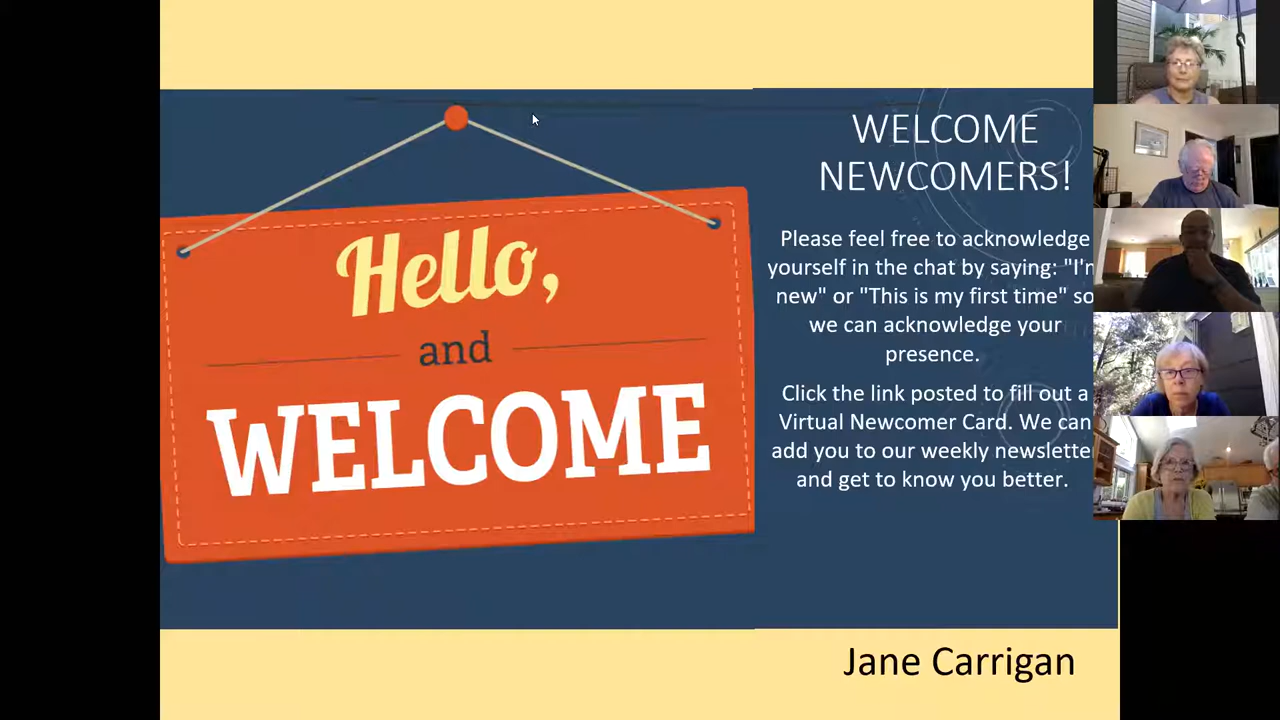 Hello,
and
WELCOME
WELCOME
NEWCOMERS!
Please feel free to acknowledge
yourself in the chat by saying: "I'm
new" or "This is my first time" so
we can acknowledge your
presence.
Click the link posted to fill out a
Virtual Newcomer Card. We can
add you to our weekly newsletter
and get to know you better.
Jane Carrigan